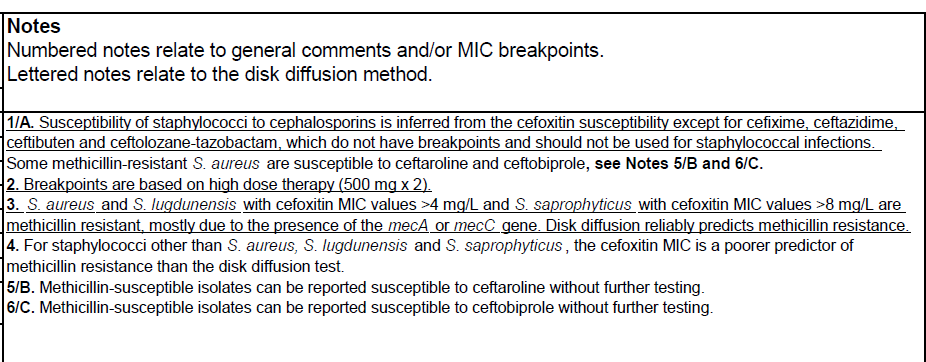 Notes
Numbered notes relate to general comments and/or MIC breakpoints.
Lettered notes relate to the disk diffusion method.
1/A. Susceptibility of staphylococci to cephalosporins is inferred from the cefoxitin susceptibility except for cefixime, ceftazidime,
ceftibuten and ceftolozane-tazobactam, which do not have breakpoints and should not be used for staphylococcal infections.
Some methicillin-resistant S. aureus are susceptible to ceftaroline and ceftobiprole, see Notes 5/B and 6/C.
2. Breakpoints are based on high dose therapy (500 mg x 2).
3. S. aureus and S. lugdunensis with cefoxitin MIC values >4 mg/L and S. saprophyticus with cefoxitin MIC values >8 mg/L are
methicillin resistant, mostly due to the presence of the mecA or mecC gene. Disk diffusion reliably predicts methicillin resistance.
4. For staphylococci other than S. aureus, S. lugdunensis and S. saprophyticus, the cefoxitin MIC is a poorer predictor of
methicillin resistance than the disk diffusion test.
5/B. Methicillin-susceptible isolates can be reported susceptible to ceftaroline without further testing.
6/C. Methicillin-susceptible isolates can be reported susceptible to ceftobiprole without further testing.